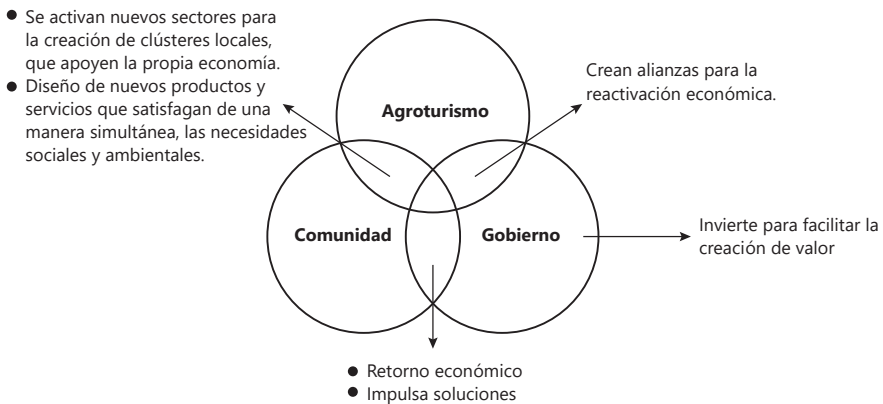 ● Se activan nuevos sectores para
la creación de clústeres locales,
que apoyen la propia economía.
● Diseño de nuevos productos y
servicios que satisfagan de una
manera simultánea, las necesidades
sociales y ambientales.
Agroturismo
Crean alianzas para la
reactivación económica.
Comunidad
Gobierno
Invierte para facilitar la
creación de valor
● Retorno económico
● Impulsa soluciones